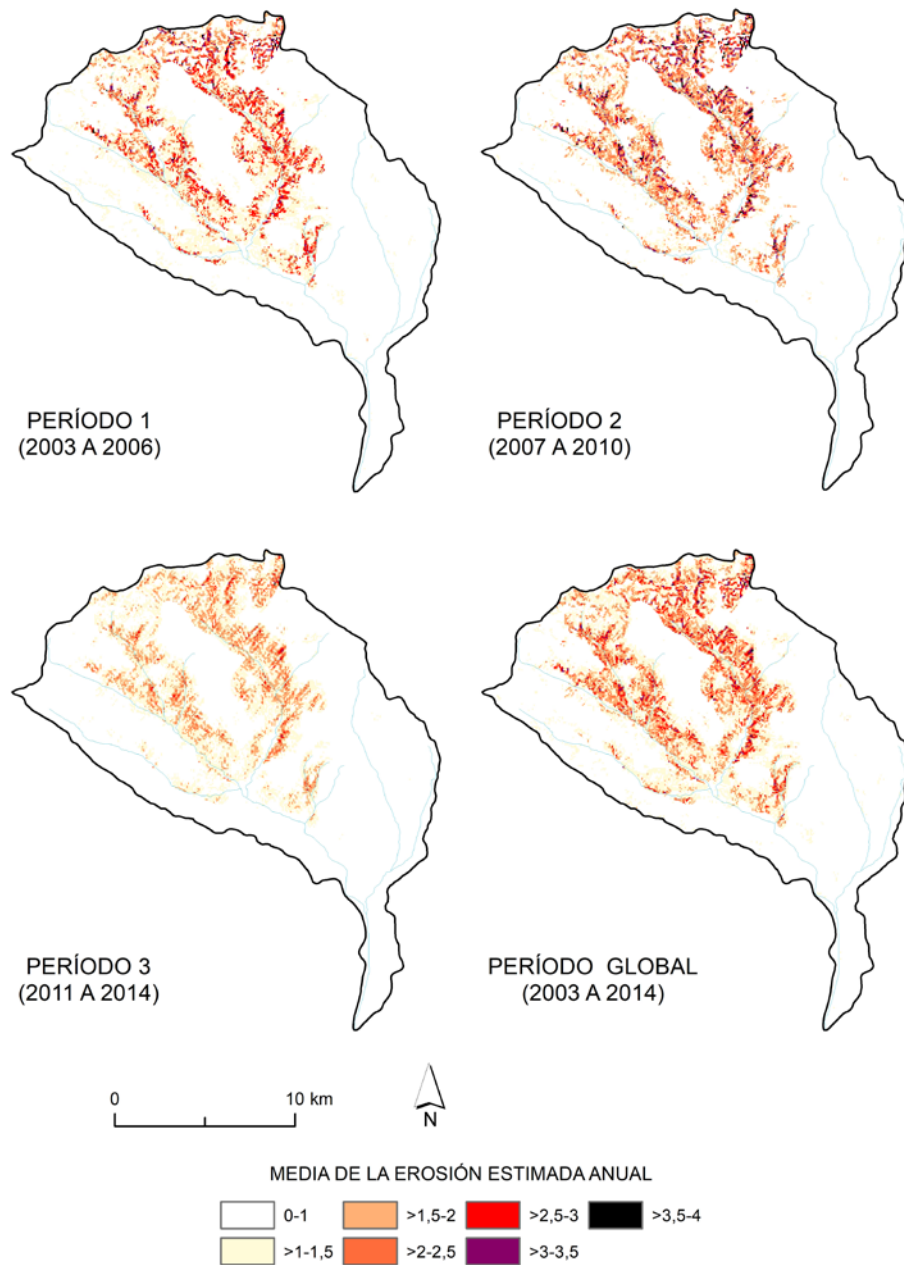 PERÍODO 1
(2003 A 2006)
PERÍODO 2
(2007 A 2010)
PERÍODO 3
(2011 A 2014)
PERÍODO GLOBAL
(2003 A 2014)
0 10 km
N
MEDIA DE LA EROSIÓN ESTIMADA ANUAL
0-1 >1,5-2 >2,5-3 >3,5-4
>1-1,5 >2-2,5 >3-3,5